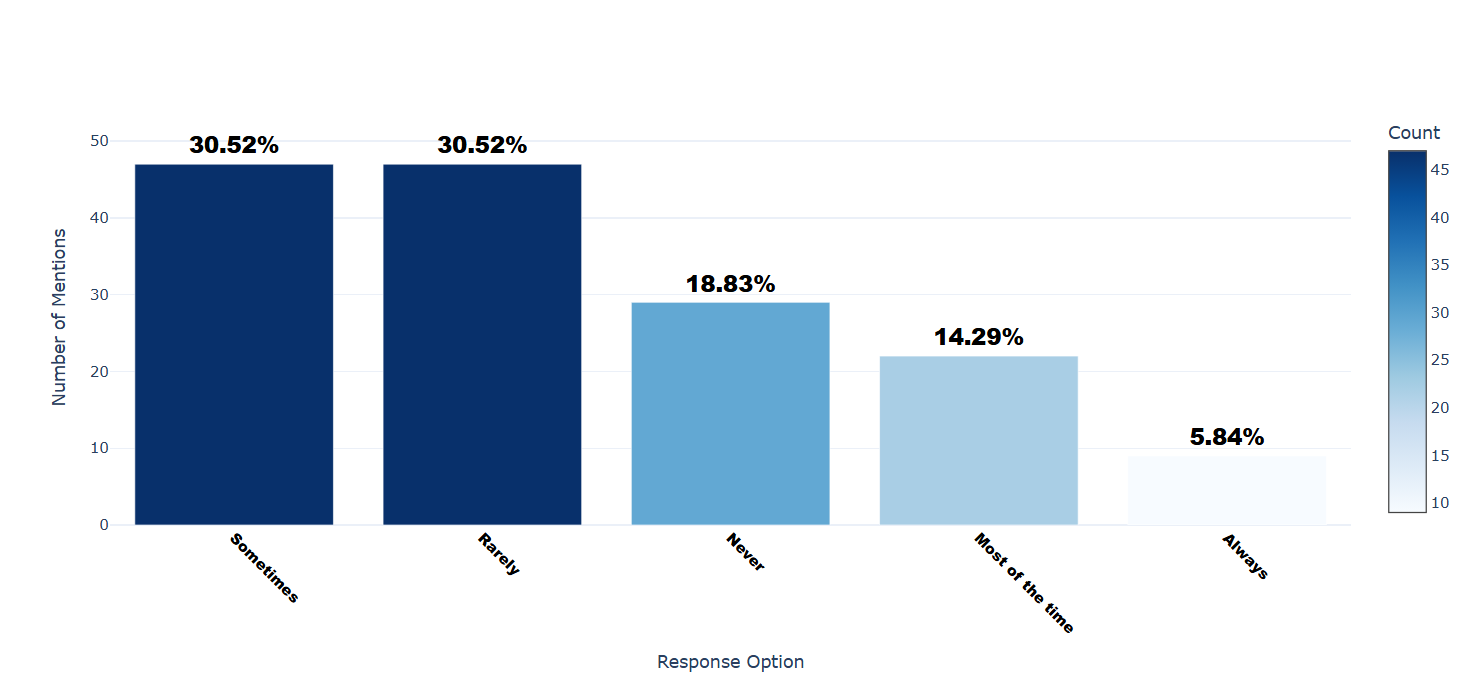 Count
50
40
30
20
10
0
Number of Mentions
30.52%
30.52%
18.83%
14.29%
5.84%
Sometimes
Rarely
Never
Most of the time
Always
Response Option
45
40
35
30
25
20
15
10